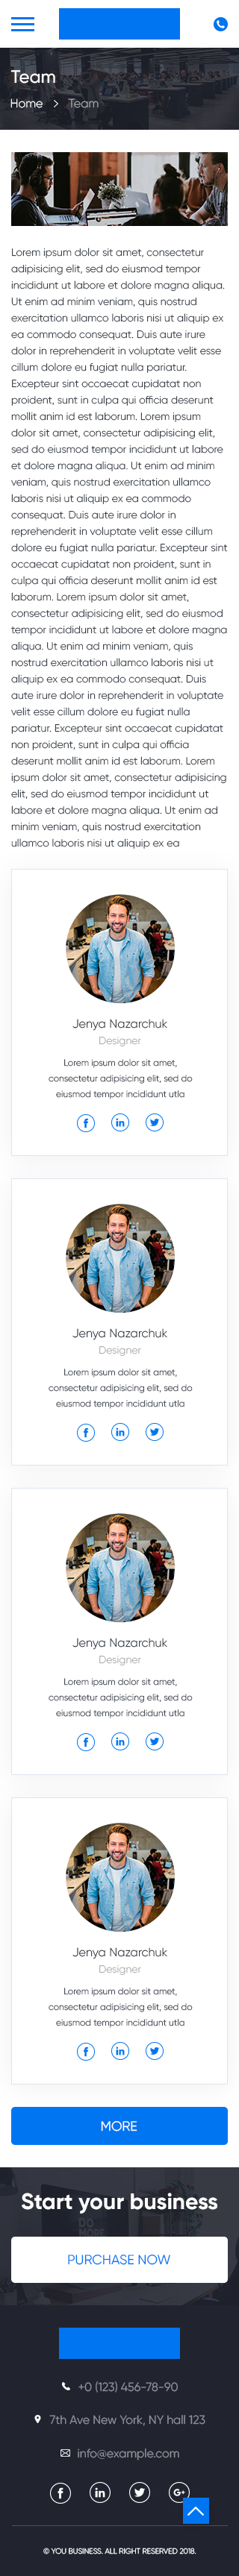 Team
Home > Team
Lorem ipsum dolor sit amet, consectetur
adipisicing elit, sed do eiusmod tempor
incididunt ut labore et dolore magna aliqua.
Ut enim ad minim veniam, quis nostrud
exercitation ullamco laboris nisi ut aliquip ex
ea commodo consequat. Duis aute irure
dolor in reprehenderit in voluptate velit esse
cillum dolore eu fugiat nulla pariatur.
Excepteur sint occaecat cupidatat non
proident, sunt in culpa qui officia deserunt
mollit anim id est laborum. Lorem ipsum
dolor sit amet, consectetur adipisicing elit,
sed do eiusmod tempor incididunt ut labore
et dolore magna aliqua. Ut enim ad minim
veniam, quis nostrud exercitation ullamco
laboris nisi ut aliquip ex ea commodo
consequat. Duis aute irure dolor in
reprehenderit in voluptate velit esse cillum
dolore eu fugiat nulla pariatur. Excepteur sint
occaecat cupidatat non proident, sunt in
culpa qui officia deserunt mollit anim id est
laborum. Lorem ipsum dolor sit amet,
consectetur adipisicing elit, sed do eiusmod
tempor incididunt ut labore et dolore magna
aliqua. Ut enim ad minim veniam, quis
nostrud exercitation ullamco laboris nisi ut
aliquip ex ea commodo consequat. Duis
aute irure dolor in reprehenderit in voluptate
velit esse cillum dolore eu fugiat nulla
pariatur. Excepteur sint occaecat cupidatat
non proident, sunt in culpa qui officia
deserunt mollit anim id est laborum. Lorem
ipsum dolor sit amet, consectetur adipisicing
elit, sed do eiusmod tempor incididunt ut
labore et dolore magna aliqua. Ut enim ad
minim veniam, quis nostrud exercitation
ullamco laboris nisi ut aliquip ex ea
Jenya Nazarchuk
Designer
Lorem ipsum dolor sit amet,
consectetur adipisicing elit, sed do
eiusmod tempor incididunt utla
Jenya Nazarchuk
Designer
Lorem ipsum dolor sit amet,
consectetur adipisicing elit, sed do
eiusmod tempor incididunt utla
Jenya Nazarchuk
Designer
Lorem ipsum dolor sit amet,
consectetur adipisicing elit, sed do
eiusmod tempor incididunt utla
Jenya Nazarchuk
Designer
Lorem ipsum dolor sit amet,
consectetur adipisicing elit, sed do
eiusmod tempor incididunt utla
MORE
Start your business
DO
MORE
PURCHASE NOW
+0 (123) 456-78-90
7th Ave New York, NY hall 123
info@example.com
© YOU BUSINESS. ALL RIGHT RESERVED 2018.